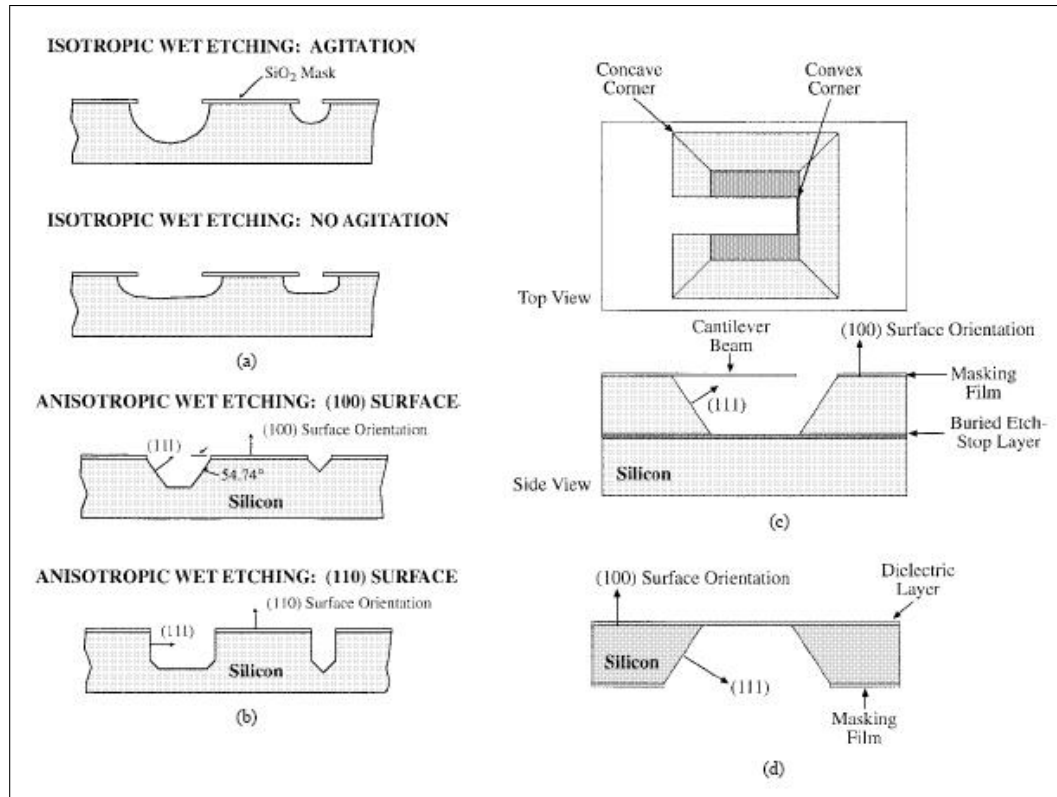 ISOTROPIC WET ETCHING: AGITATION
SiO2 Mask
ISOTROPIC WET ETCHING: NO AGITATION
(a)
ANISOTROPIC WET ETCHING: (100) SURFACE
(100) Surface Orientation
(111)
54.74°
Silicon
ANISOTROPIC WET ETCHING: (110) SURFACE
(110) Surface Orientation
(111)
Silicon
(b)
Concave
Corner
Convex
Corner
Top View
Cantilever
Beam
(100) Surface Orientation
Masking
Film
(111)
Buried Etch-
Stop Layer
Silicon
Side View
(c)
(100) Surface Orientation
Dielectric
Layer
Silicon
(111)
Masking
Film
(d)